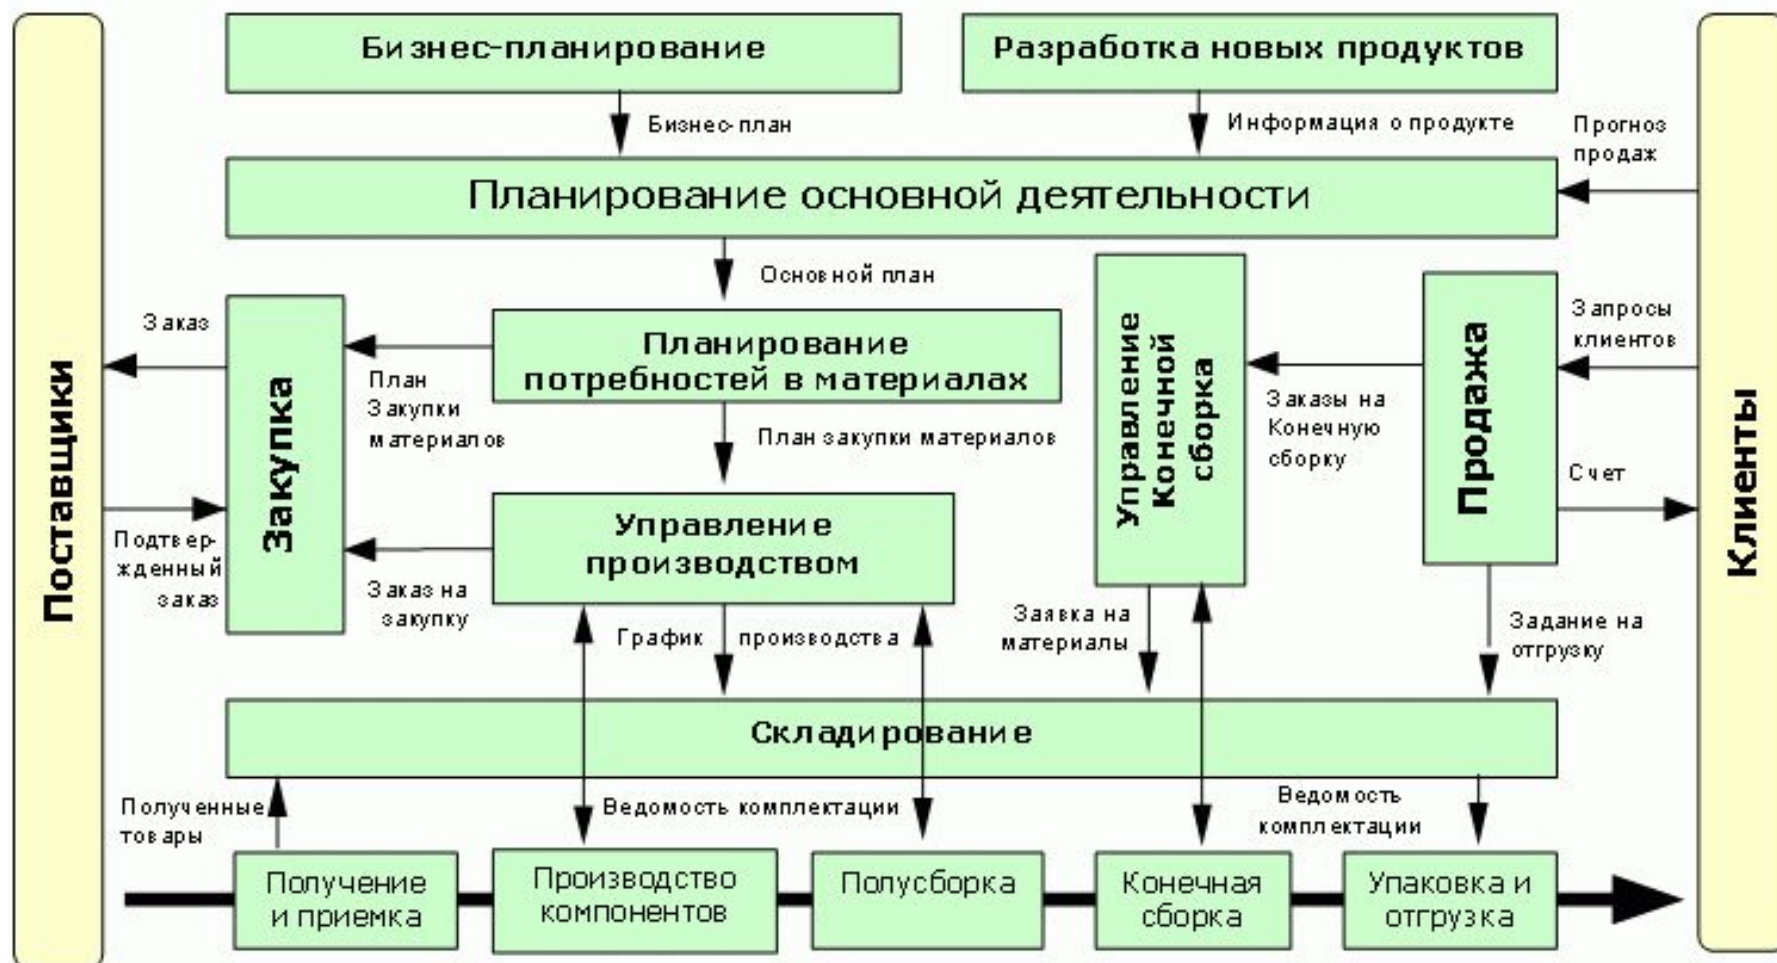 Бизнес-планирование
Разработка новых продуктов
Бизнес-план
Информация о продукте
Прогноз
продаж
Планирование основной деятельности
Основной план
Поставщики
Заказ
Подтвер-
жденный
заказ
Закупка
План
Закупки
материалов
Планирование
потребностей в материалах
План закупки материалов
Управление
производством
Заказ на
закупку
График производства
Управление
Конечной
сборка
Заказы на
Конечную
сборку
Продажа
Запросы
клиентов
Счет
Клиенты
Заявка на
материалы
Задание на
отгрузку
Складирование
Полученные
товары
Ведомость комплектации
Ведомость
комплектации
Получение
и приемка
Производство
компонентов
Полусборка
Конечная
сборка
Упаковка и
отгрузка